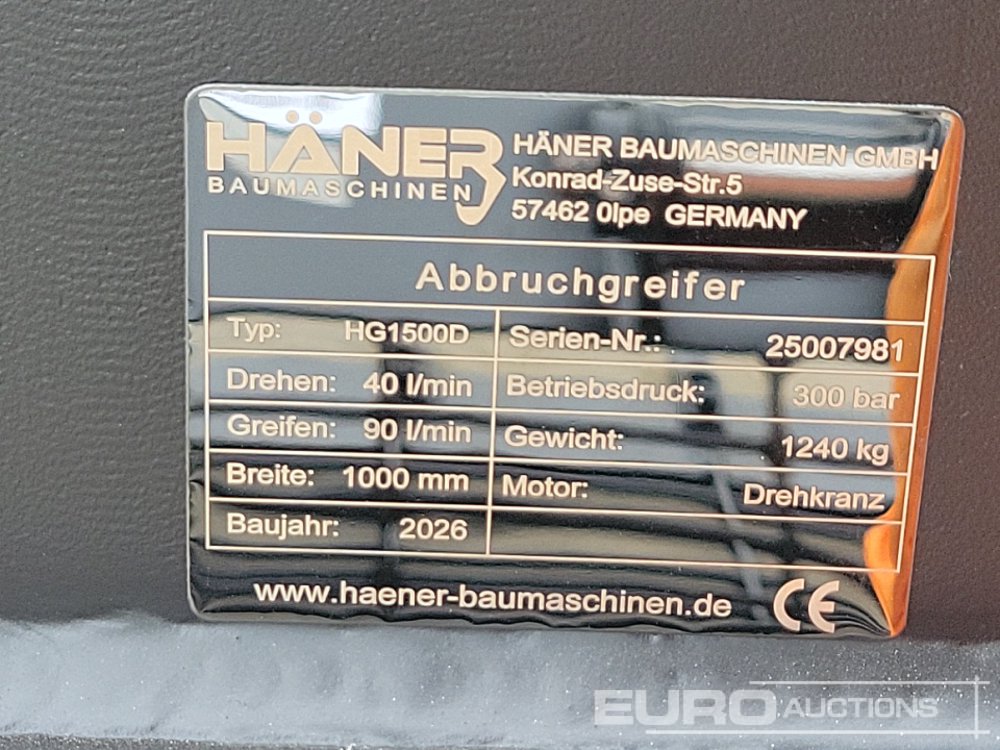 HÄNER
BAUMASCHINEN
HÄNER BAUMASCHINEN GMBH
Konrad-Zuse-Str.5
57462 Olpe GERMANY
Abbruchgreifer
Typ: HG1500D Serien-Nr.: 25007981
Drehen: 40 l/min Betriebsdruck: 300 bar
Greifen: 90 l/min Gewicht: 1240 kg
Breite: 1000 mm Motor: Drehkranz
Baujahr: 2026
www.haener-baumaschinen.de CE
EURO AUCTIONS